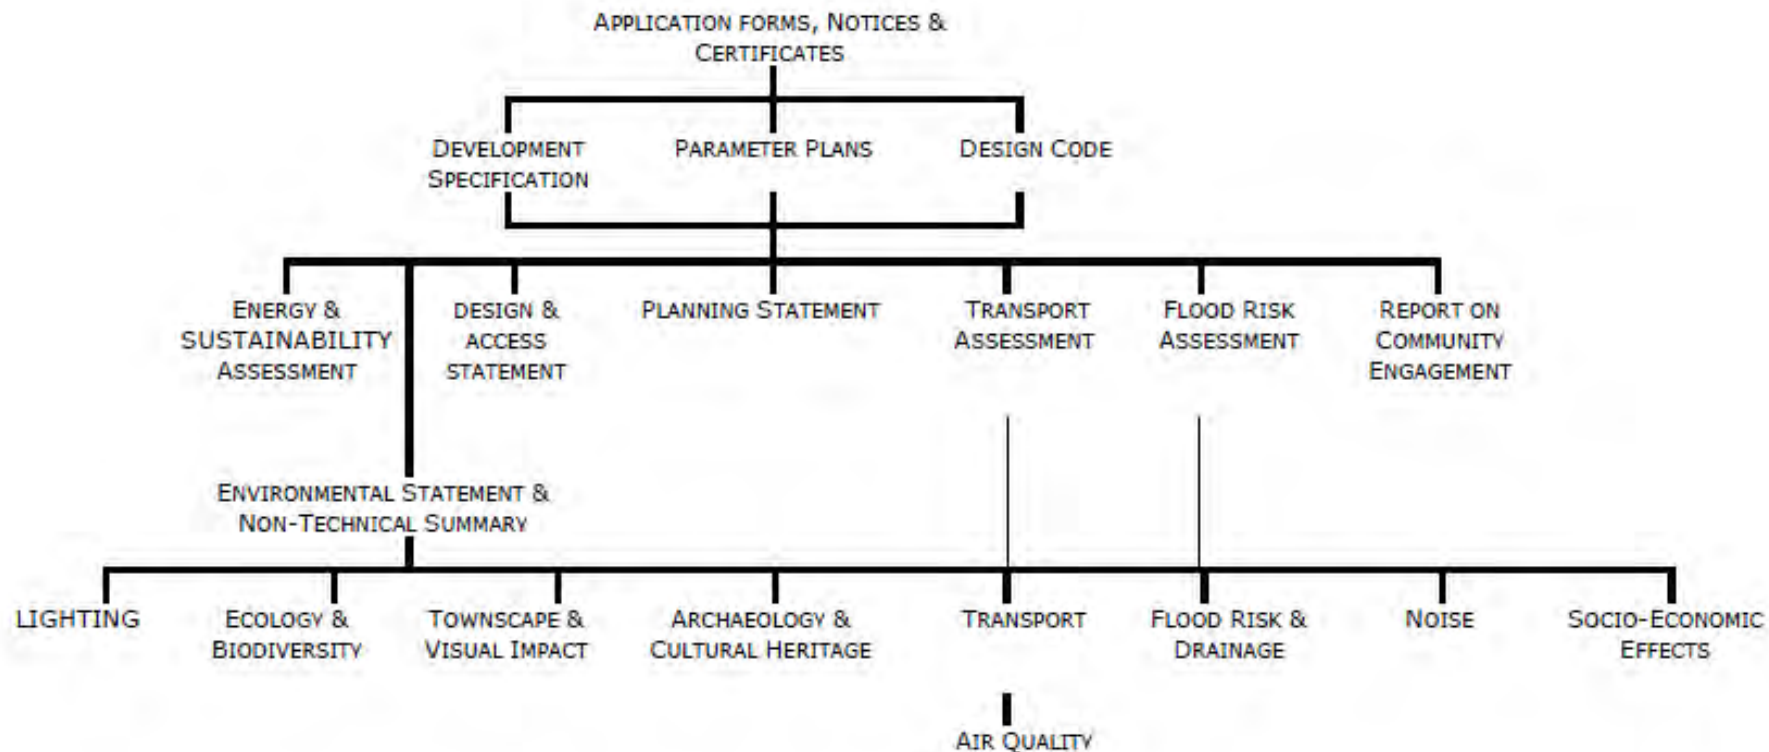 APPLICATION FORMS, NOTICES &
CERTIFICATES
DEVELOPMENT
SPECIFICATION
PARAMETER PLANS
DESIGN CODE
ENERGY &
SUSTAINABILITY
ASSESSMENT
DESIGN &
ACCESS
STATEMENT
PLANNING STATEMENT
TRANSPORT
ASSESSMENT
FLOOD RISK
ASSESSMENT
REPORT ON
COMMUNITY
ENGAGEMENT
ENVIRONMENTAL STATEMENT &
NON-TECHNICAL SUMMARY
LIGHTING
ECOLOGY &
BIODIVERSITY
TOWNSCAPE &
VISUAL IMPACT
ARCHAEOLOGY &
CULTURAL HERITAGE
TRANSPORT
FLOOD RISK &
DRAINAGE
NOISE
SOCIO-ECONOMIC
EFFECTS
AIR QUALITY